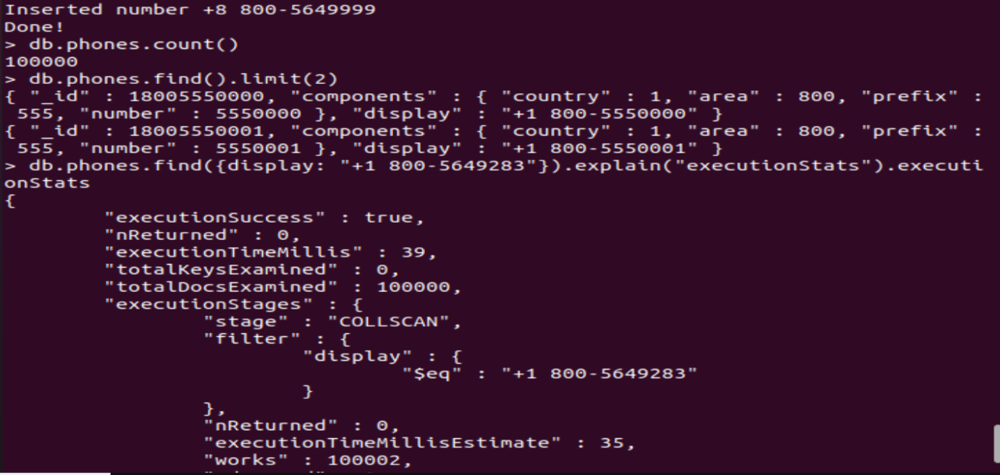 Inserted number +8 800-5649999
Done!
> db.phones.count()
100000
> db.phones.find().limit(2)
{ "_id" : 18005550000, "components" : { "country" : 1, "area" : 800, "prefix" :
 555, "number" : 5550000 }, "display" : "+1 800-5550000" }
{ "_id" : 18005550001, "components" : { "country" : 1, "area" : 800, "prefix" :
 555, "number" : 5550001 }, "display" : "+1 800-5550001" }
> db.phones.find({display: "+1 800-5649283"}).explain("executionStats").executi
onStats
{
        "executionSuccess" : true,
        "nReturned" : 0,
        "executionTimeMillis" : 39,
        "totalKeysExamined" : 0,
        "totalDocsExamined" : 100000,
        "executionStages" : {
                "stage" : "COLLSCAN",
                "filter" : {
                        "display" : {
                                "$eq" : "+1 800-5649283"
                        }
                },
                "nReturned" : 0,
                "executionTimeMillisEstimate" : 35,
                "works" : 100002,